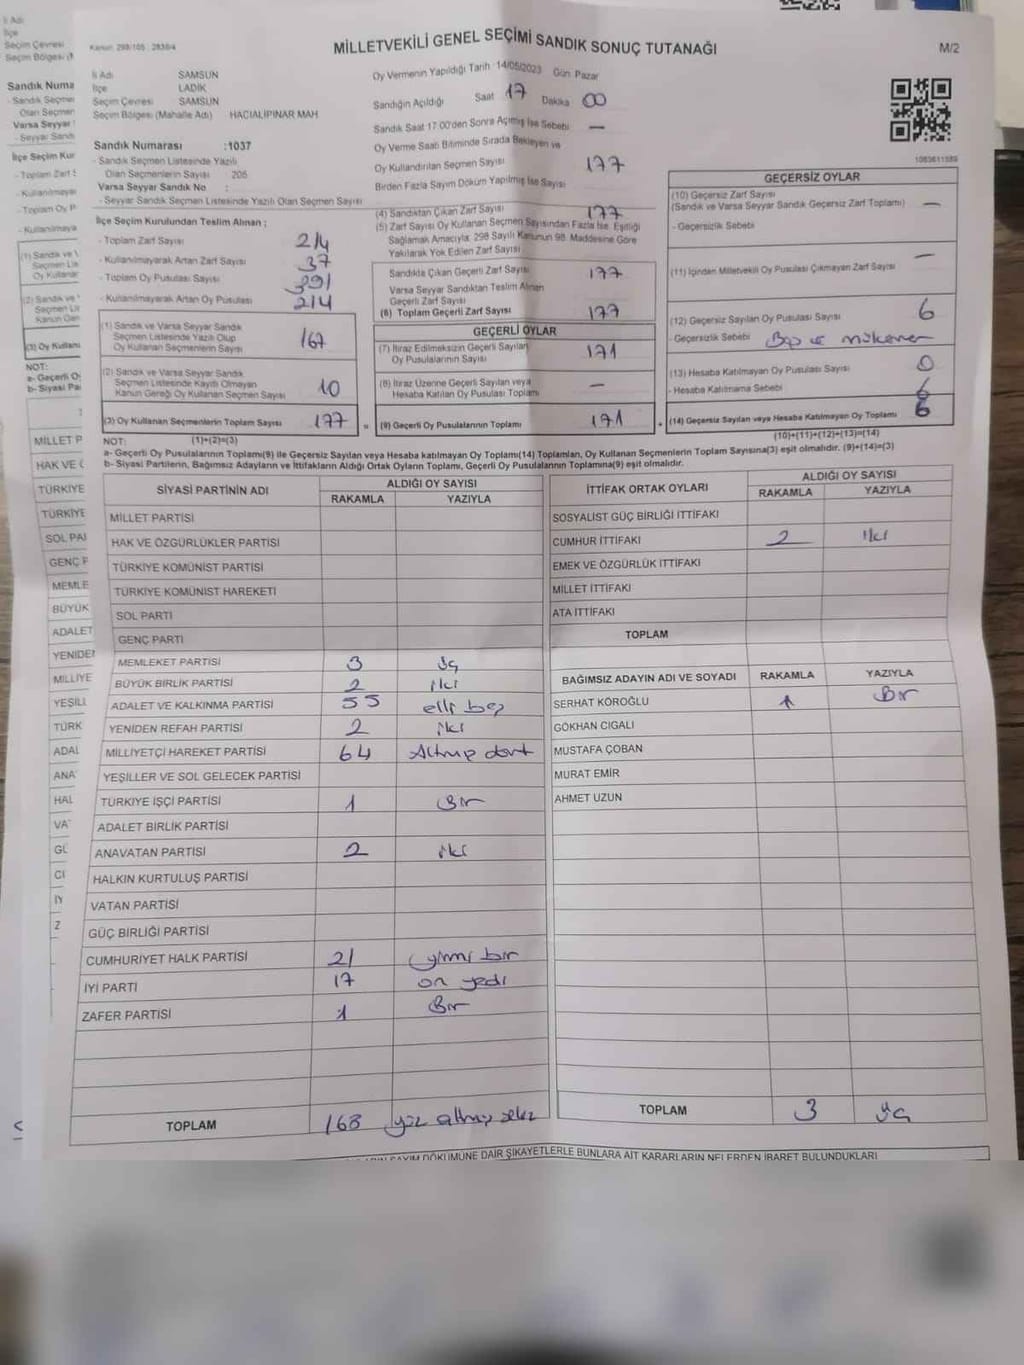 Kanun: 298/105 : 2839/4
MİLLETVEKİLİ GENEL SEÇİMİ SANDIK SONUÇ TUTANAĞI
M/2
İl Adı SAMSUN
İlçe LADİK
Seçim Çevresi SAMSUN
Seçim Bölgesi (Mahalle Adı) HACIALİPINAR MAH
Sandık Numarası :1037
- Sandık Seçmen Listesinde Yazılı
Olan Seçmenlerin Sayısı : 206
Varsa Seyyar Sandık No :
- Seyyar Sandık Seçmen Listesinde Yazılı Olan Seçmen Sayısı
İlçe Seçim Kurulundan Teslim Alınan ;
- Toplam Zarf Sayısı 214
- Kullanılmayarak Artan Zarf Sayısı 37
- Toplam Oy Pusulası Sayısı 391
- Kullanılmayarak Artan Oy Pusulası 214
(1) Sandık ve Varsa Seyyar Sandık
Seçmen Listesinde Yazılı Olup
Oy Kullanan Seçmenlerin Sayısı 167
(2) Sandık ve Varsa Seyyar Sandık
Seçmen Listesinde Kayıtlı Olmayan
Kanun Gereği Oy Kullanan Seçmen Sayısı 10
(3) Oy Kullanan Seçmenlerin Toplam Sayısı 177
Oy Vermenin Yapıldığı Tarih : 14/05/2023 Gün: Pazar
Sandığın Açıldığı Saat 17 Dakika 00
Sandık Saat 17:00'den Sonra Açılmış İse Sebebi —
Oy Verme Saati Bitiminde Sırada Bekleyen ve
Oy Kullandırılan Seçmen Sayısı 177
Birden Fazla Sayım Döküm Yapılmış İse Sayısı
(4) Sandıktan Çıkan Zarf Sayısı 177
(5) Zarf Sayısı Oy Kullanan Seçmen Sayısından Fazla İse, Eşitliği
Sağlamak Amacıyla; 298 Sayılı Kanunun 98. Maddesine Göre
Yakılarak Yok Edilen Zarf Sayısı
Sandıkta Çıkan Geçerli Zarf Sayısı 177
Varsa Seyyar Sandıktan Teslim Alınan
Geçerli Zarf Sayısı
(6) Toplam Geçerli Zarf Sayısı 177
GEÇERLİ OYLAR
(7) İtiraz Edilmeksizin Geçerli Sayılan
Oy Pusulalarının Sayısı 171
(8) İtiraz Üzerine Geçerli Sayılan veya
Hesaba Katılan Oy Pusulası Toplamı —
= (9) Geçerli Oy Pusulalarının Toplamı 171
1083611589
GEÇERSİZ OYLAR
(10) Geçersiz Zarf Sayısı
(Sandık ve Varsa Seyyar Sandık Geçersiz Zarf Toplamı) —
- Geçersizlik Sebebi
(11) İçinden Milletvekili Oy Pusulası Çıkmayan Zarf Sayısı —
(12) Geçersiz Sayılan Oy Pusulası Sayısı 6
- Geçersizlik Sebebi
(13) Hesaba Katılmayan Oy Pusulası Sayısı 0
- Hesaba Katılmama Sebebi
+ (14) Geçersiz Sayılan veya Hesaba Katılmayan Oy Toplamı 6
NOT: (1)+(2)=(3)
(10)+(11)+(12)+(13)=(14)
a- Geçerli Oy Pusulalarının Toplamı(9) ile Geçersiz Sayılan veya Hesaba katılmayan Oy Toplamı(14) Toplamları, Oy Kullanan Seçmenlerin Toplam Sayısına(3) eşit olmalıdır. (9)+(14)=(3)
b- Siyasi Partilerin, Bağımsız Adayların ve İttifakların Aldığı Ortak Oyların Toplamı, Geçerli Oy Pusulalarının Toplamına(9) eşit olmalıdır.
SİYASİ PARTİNİN ADI ALDIĞI OY SAYISI
RAKAMLA YAZIYLA
MİLLET PARTİSİ
HAK VE ÖZGÜRLÜKLER PARTİSİ
TÜRKİYE KOMÜNİST PARTİSİ
TÜRKİYE KOMÜNİST HAREKETİ
SOL PARTİ
GENÇ PARTİ
MEMLEKET PARTİSİ 3 üç
BÜYÜK BİRLİK PARTİSİ 2 iki
ADALET VE KALKINMA PARTİSİ 55 elli beş
YENİDEN REFAH PARTİSİ 2 iki
MİLLİYETÇİ HAREKET PARTİSİ 64 Altmış dört
YEŞİLLER VE SOL GELECEK PARTİSİ
TÜRKİYE İŞÇİ PARTİSİ 1 Bir
ADALET BİRLİK PARTİSİ
ANAVATAN PARTİSİ 2 iki
HALKIN KURTULUŞ PARTİSİ
VATAN PARTİSİ
GÜÇ BİRLİĞİ PARTİSİ
CUMHURİYET HALK PARTİSİ 21 yirmi bir
İYİ PARTİ 17 on yedi
ZAFER PARTİSİ 1 Bir
TOPLAM 168 yüz altmış sekiz
İTTİFAK ORTAK OYLARI ALDIĞI OY SAYISI
RAKAMLA YAZIYLA
SOSYALİST GÜÇ BİRLİĞİ İTTİFAKI
CUMHUR İTTİFAKI 2 iki
EMEK VE ÖZGÜRLÜK İTTİFAKI
MİLLET İTTİFAKI
ATA İTTİFAKI
TOPLAM
BAĞIMSIZ ADAYIN ADI VE SOYADI RAKAMLA YAZIYLA
SERHAT KÖROĞLU 1 Bir
GÖKHAN CIGALI
MUSTAFA ÇOBAN
MURAT EMİR
AHMET UZUN
TOPLAM 3 üç
SAYIM DÖKÜMÜNE DAİR ŞİKAYETLERLE BUNLARA AİT KARARLARIN NELERDEN İBARET BULUNDUKLARI